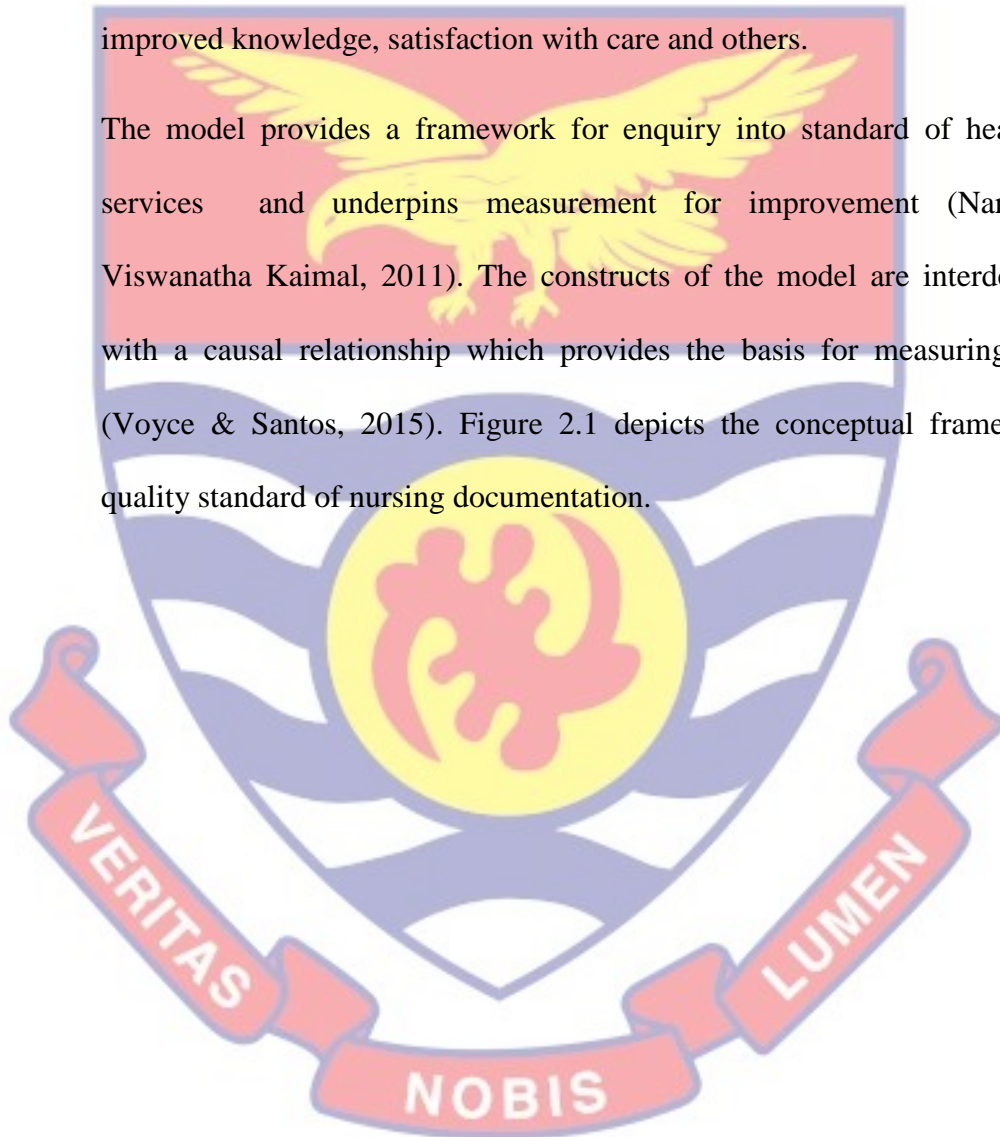 improved knowledge, satisfaction with care and others.
The model provides a framework for enquiry into standard of hea
services and underpins measurement for improvement (Nar
Viswanatha Kaimal, 2011). The constructs of the model are interde
with a causal relationship which provides the basis for measuring
(Voyce & Santos, 2015). Figure 2.1 depicts the conceptual frame
quality standard of nursing documentation.
VERITAS
NOBIS
LUMEN